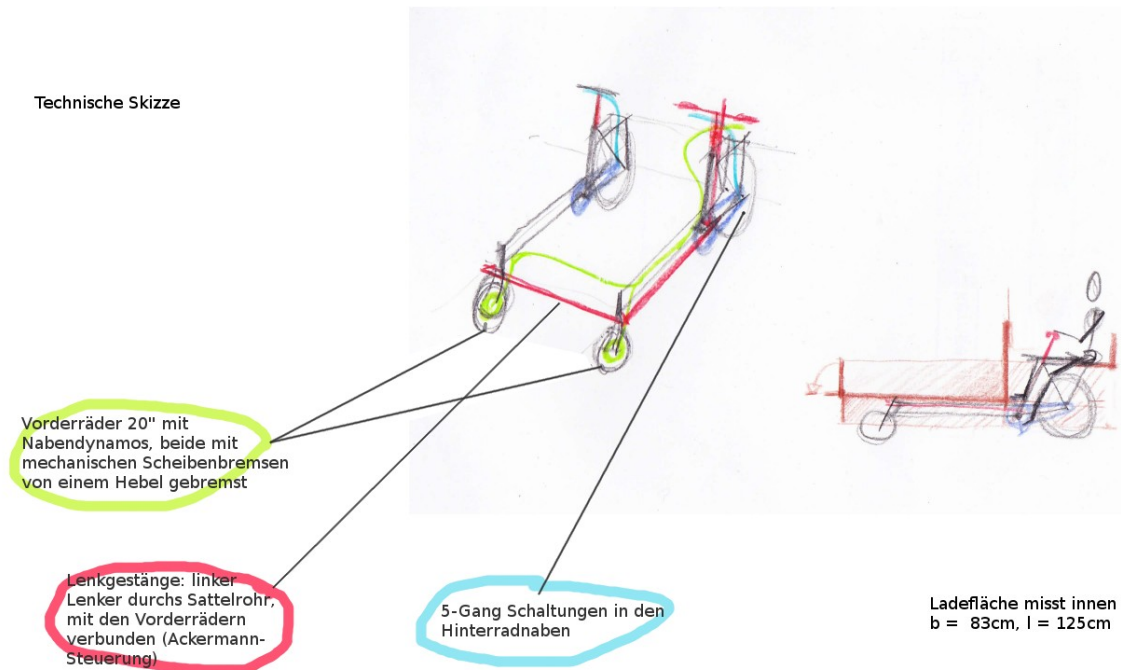 Technische Skizze
Vorderräder 20" mit
Nabendynamos, beide mit
mechanischen Scheibenbremsen
von einem Hebel gebremst
Lenkgestänge: linker
Lenker durchs Sattelrohr,
mit den Vorderrädern
verbunden (Ackermann-
Steuerung)
5-Gang Schaltungen in den
Hinterradnaben
Ladefläche misst innen
b =  83cm, l = 125cm